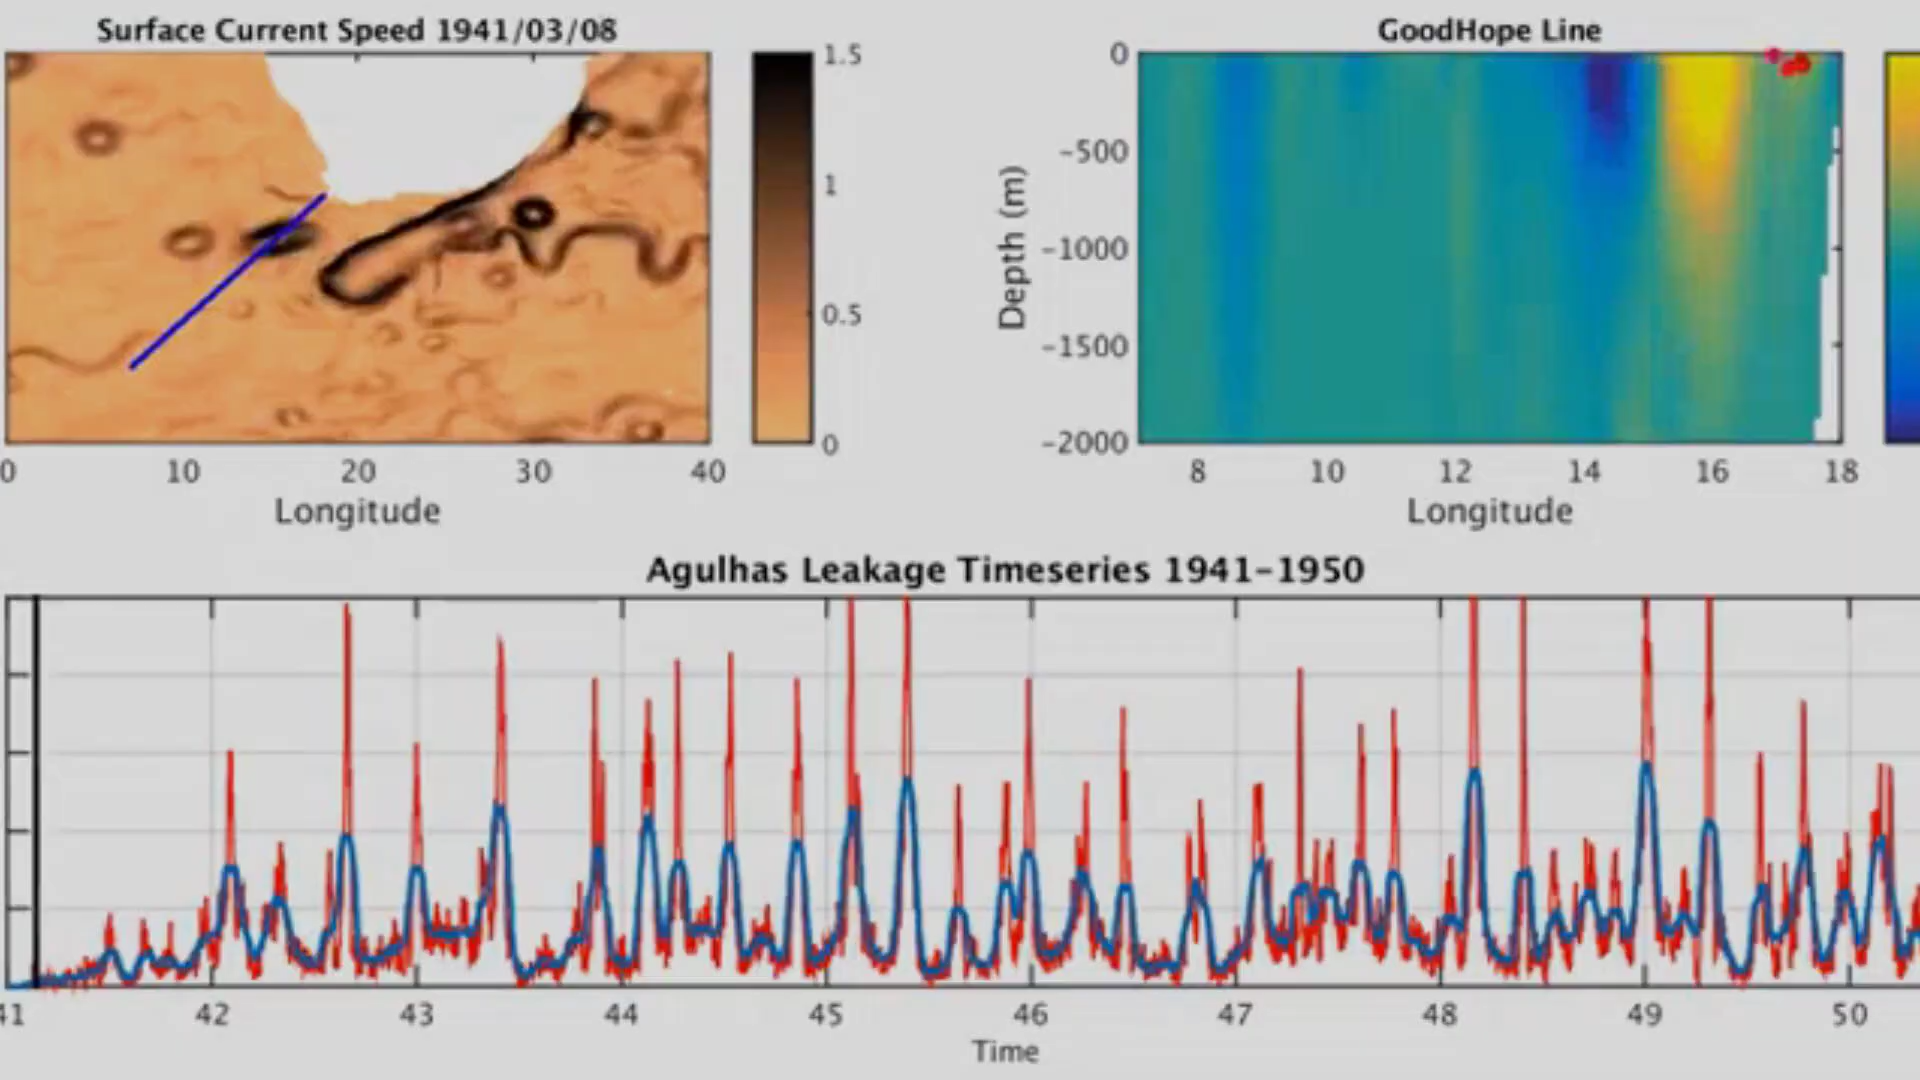 Surface Current Speed 1941/03/08
1.5
1
0.5
0
0 10 20 30 40
Longitude
GoodHope Line
0
-500
-1000
-1500
-2000
Depth (m)
8 10 12 14 16 18
Longitude
Agulhas Leakage Timeseries 1941-1950
41 42 43 44 45 46 47 48 49 50
Time